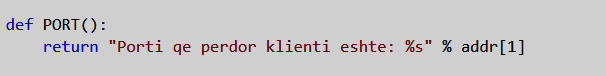 def PORT():
    return "Porti qe perdor klienti eshte: %s" % addr[1]